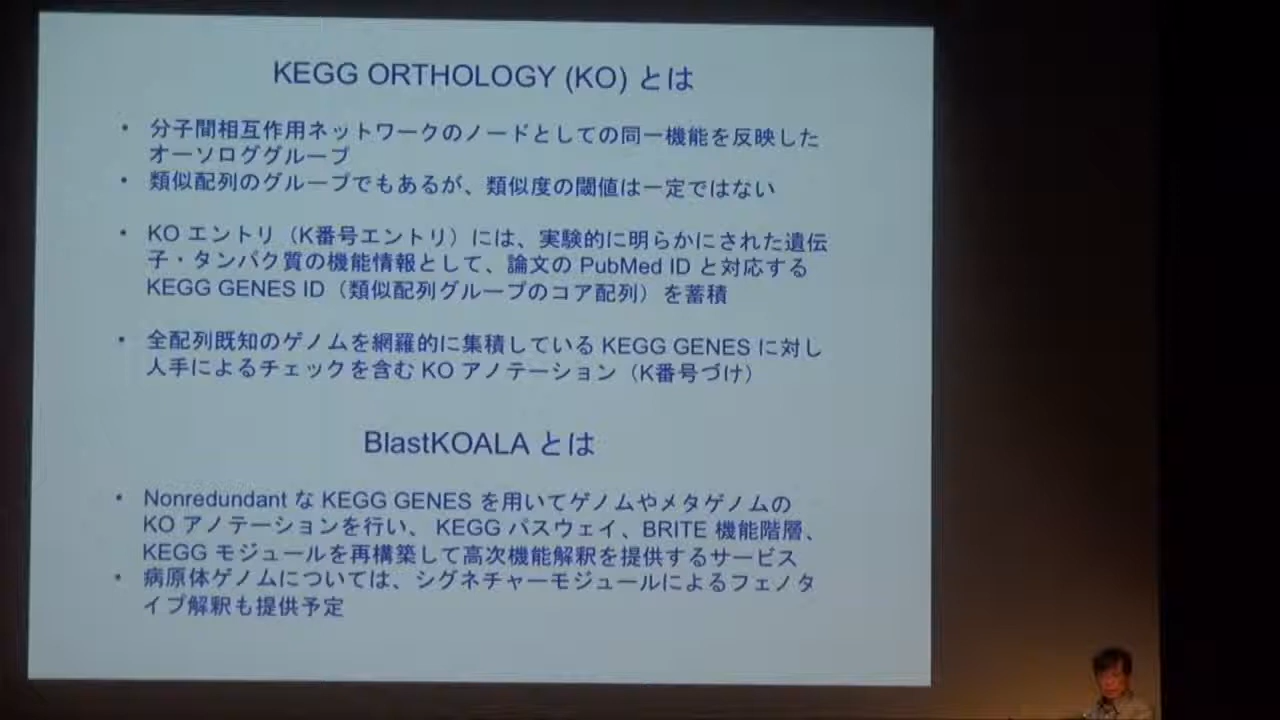 KEGG ORTHOLOGY (KO) とは
• 分子間相互作用ネットワークのノードとしての同一機能を反映した
オーソロググループ
• 類似配列のグループでもあるが、類似度の閾値は一定ではない
• KO エントリ（K番号エントリ）には、実験的に明らかにされた遺伝
子・タンパク質の機能情報として、論文の PubMed ID と対応する
KEGG GENES ID（類似配列グループのコア配列）を蓄積
• 全配列既知のゲノムを網羅的に集積している KEGG GENES に対し
人手によるチェックを含む KO アノテーション（K番号づけ）
BlastKOALA とは
• Nonredundant な KEGG GENES を用いてゲノムやメタゲノムの
KO アノテーションを行い、 KEGG パスウェイ、BRITE 機能階層、
KEGG モジュールを再構築して高次機能解釈を提供するサービス
• 病原体ゲノムについては、シグネチャーモジュールによるフェノタ
イプ解釈も提供予定